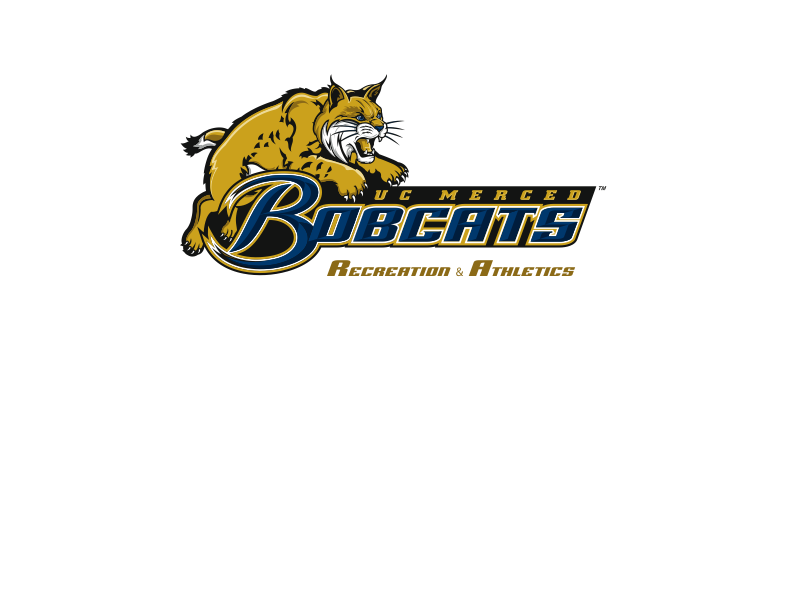 UC MERCED
BOBCATS
RECREATION & ATHLETICS
TM